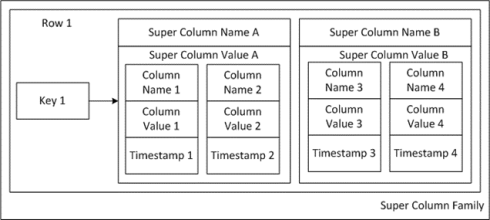 Row 1
Super Column Name A
Super Column Name B
Super Column Value A
Super Column Value B
Key 1
Column
Name 1
Column
Name 2
Column
Value 1
Column
Value 2
Timestamp 1
Timestamp 2
Column
Name 3
Column
Name 4
Column
Value 3
Column
Value 4
Timestamp 3
Timestamp 4
Super Column Family